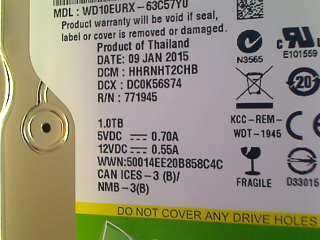 MDL: WD10EURX-63C57Y0
Product warranty will be void if seal,
label or cover is removed or damaged.
Product of Thailand
DATE: 09 JAN 2015
DCM: HHRNHT2CHB
DCX: DC0K56S74
R/N: 771945
N3565
E101559
20
1.0TB
5VDC 0.70A
12VDC 0.55A
WWN:50014EE20B858C4C
CAN ICES-3 (B)/
NMB-3(B)
KCC-REM-
WDT-1945
FRAGILE
D33015
DO NOT COVER ANY DRIVE HOLES